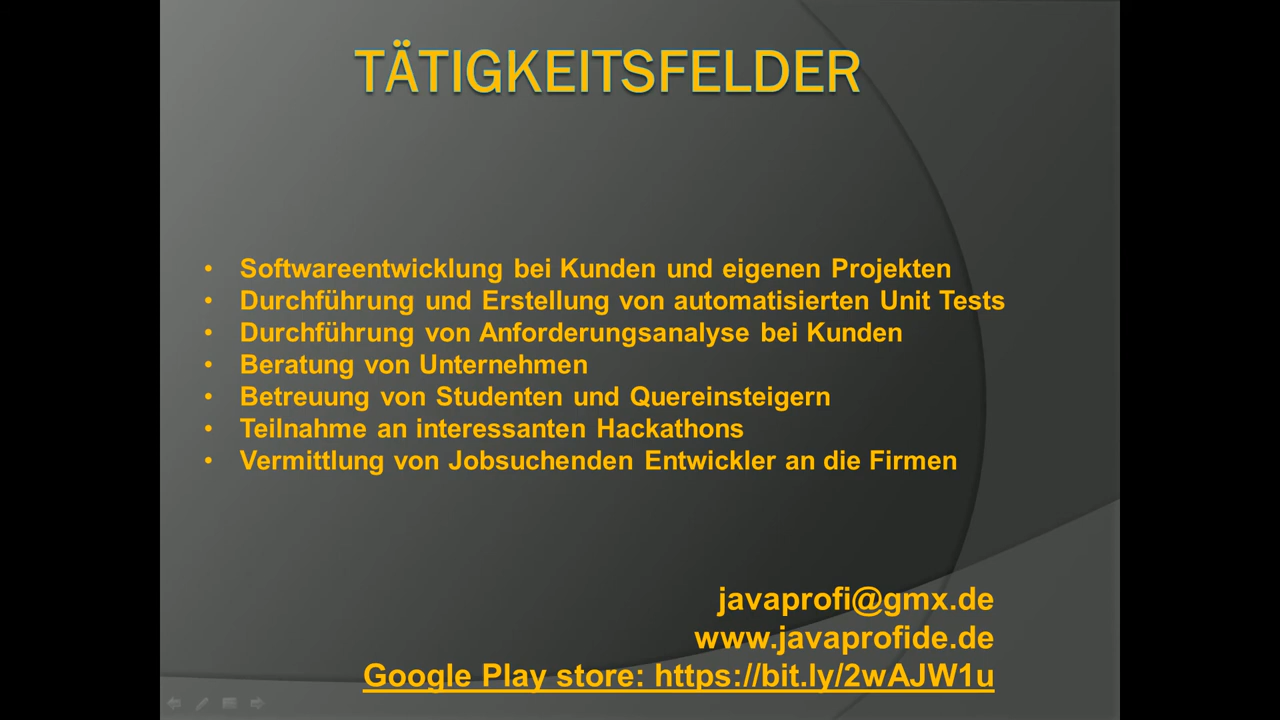 TÄTIGKEITSFELDER
• Softwareentwicklung bei Kunden und eigenen Projekten
• Durchführung und Erstellung von automatisierten Unit Tests
• Durchführung von Anforderungsanalyse bei Kunden
• Beratung von Unternehmen
• Betreuung von Studenten und Quereinsteigern
• Teilnahme an interessanten Hackathons
• Vermittlung von Jobsuchenden Entwickler an die Firmen
javaprofi@gmx.de
www.javaprofide.de
Google Play store: https://bit.ly/2wAJW1u